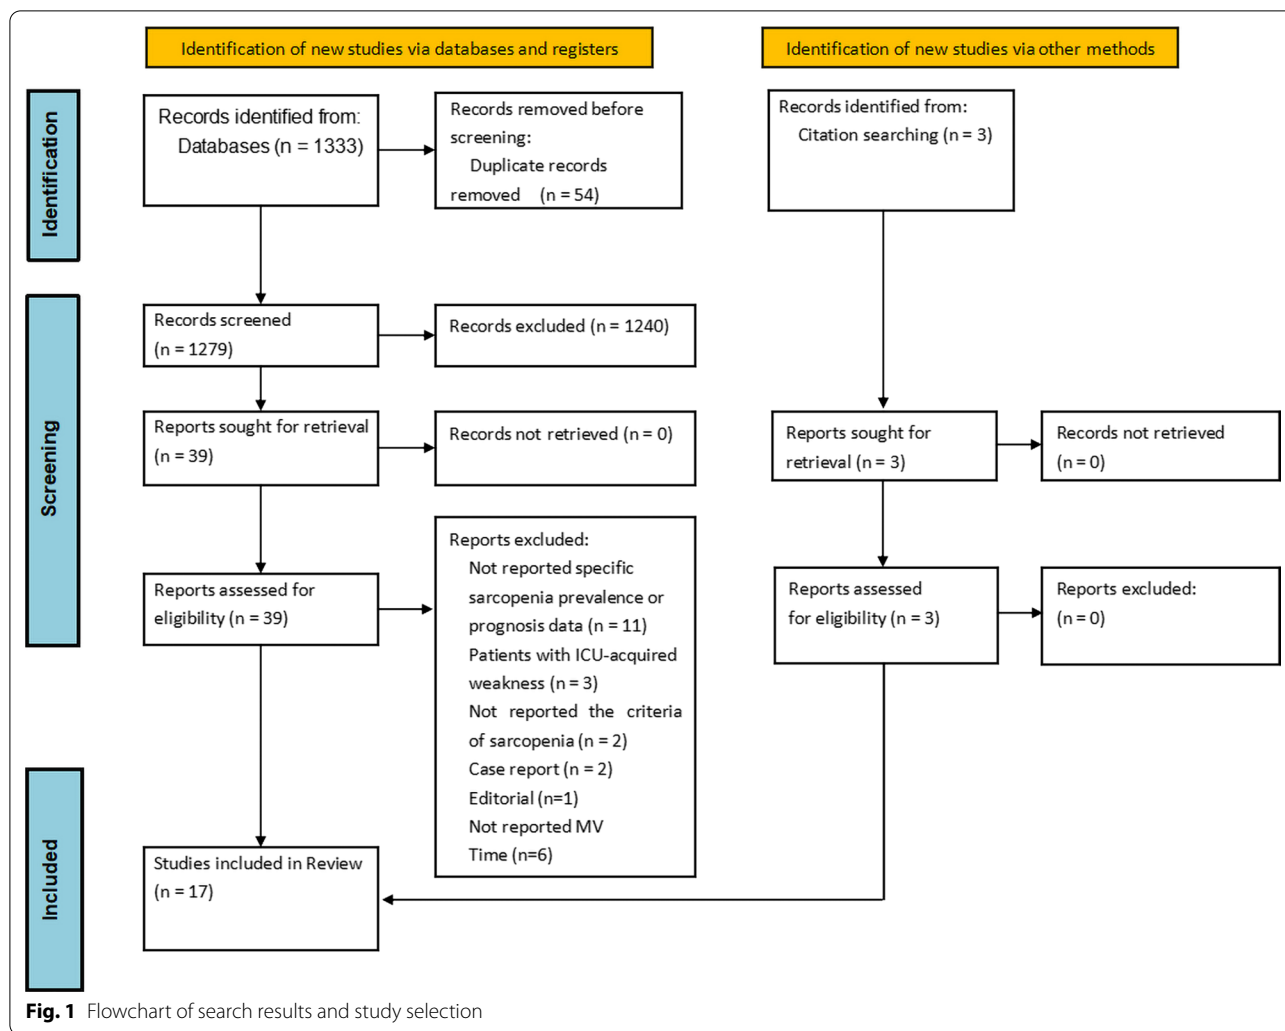 Identification of new studies via databases and registers
Identification of new studies via other methods
Identification
Records identified from:
Databases (n = 1333)
Records removed before
screening:
Duplicate records
removed (n = 54)
Records identified from:
Citation searching (n = 3)
Screening
Records screened
(n = 1279)
Records excluded (n = 1240)
Reports sought for retrieval
(n = 39)
Records not retrieved (n = 0)
Reports sought for
retrieval (n = 3)
Records not retrieved
(n = 0)
Reports assessed for
eligibility (n = 39)
Reports excluded:
Not reported specific
sarcopenia prevalence or
prognosis data (n = 11)
Patients with ICU-acquired
weakness (n = 3)
Not reported the criteria
of sarcopenia (n = 2)
Case report (n = 2)
Editorial (n=1)
Not reported MV
Time (n=6)
Reports assessed
for eligibility (n = 3)
Reports excluded:
(n = 0)
Included
Studies included in Review
(n = 17)
Fig. 1 Flowchart of search results and study selection